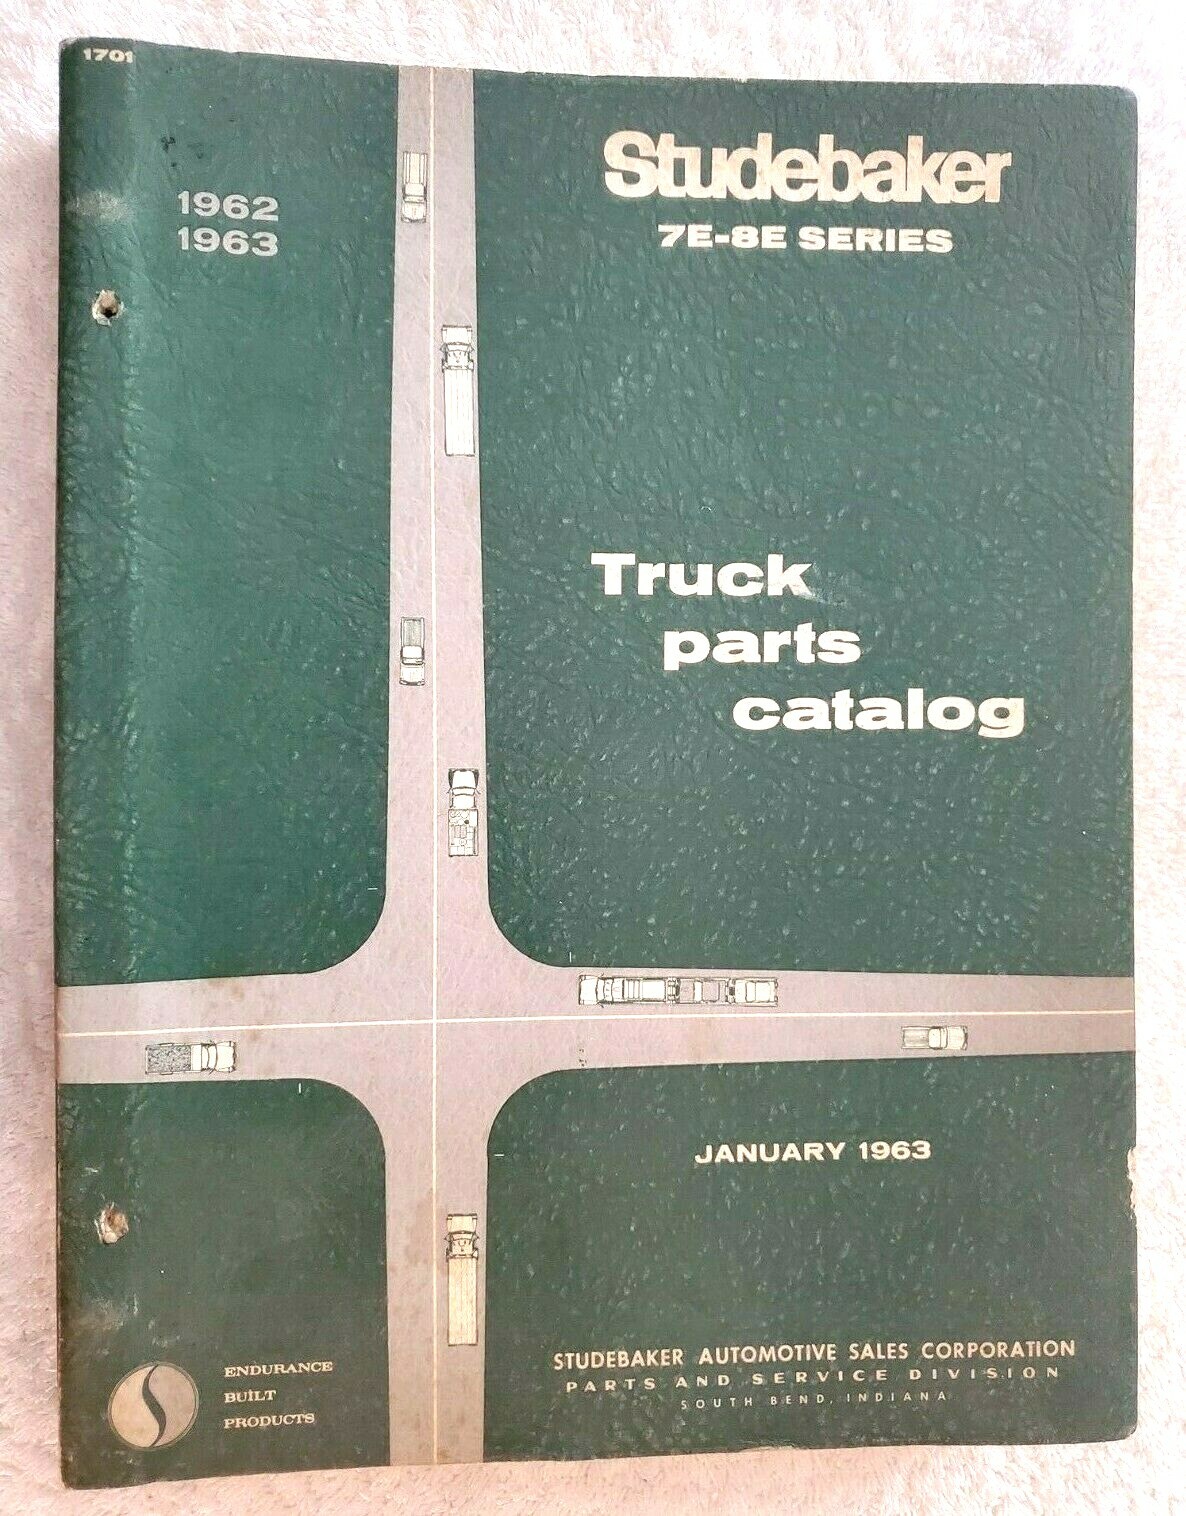 1701
1962
1963
Studebaker
7E-8E SERIES
Truck
parts
catalog
JANUARY 1963
STUDEBAKER AUTOMOTIVE SALES CORPORATION
PARTS AND SERVICE DIVISION
SOUTH BEND, INDIANA
ENDURANCE
BUILT
PRODUCTS